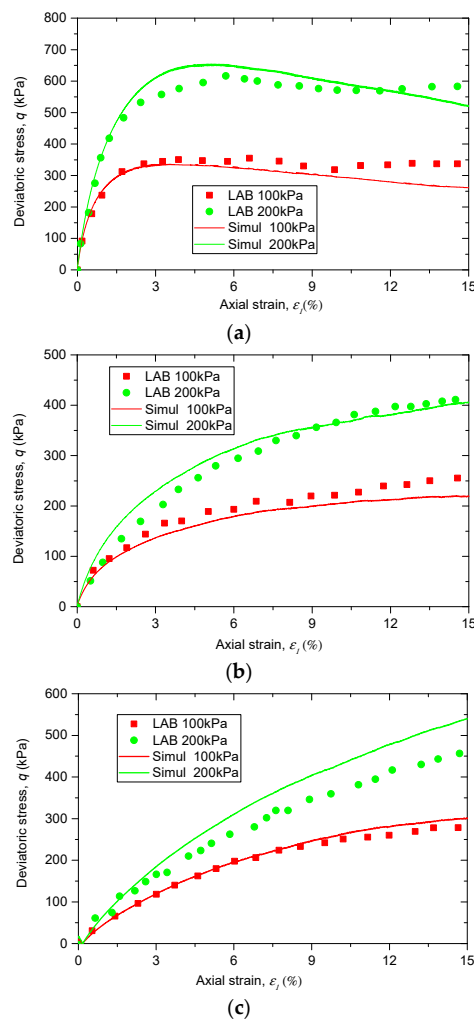 800
700
600
500
400
300
200
100
0
Deviatoric stress, q (kPa)
LAB 100kPa
LAB 200kPa
Simul 100kPa
Simul 200kPa
0 3 6 9 12 15
Axial strain, ε₁(%)
(a)
500
400
300
200
100
0
Deviatoric stress, q (kPa)
LAB 100kPa
LAB 200kPa
Simul 100kPa
Simul 200kPa
0 3 6 9 12 15
Axial strain, ε₁(%)
(b)
600
500
400
300
200
100
0
Deviatoric stress, q (kPa)
LAB 100kPa
LAB 200kPa
Simul 100kPa
Simul 200kPa
0 3 6 9 12 15
Axial strain, ε₁(%)
(c)